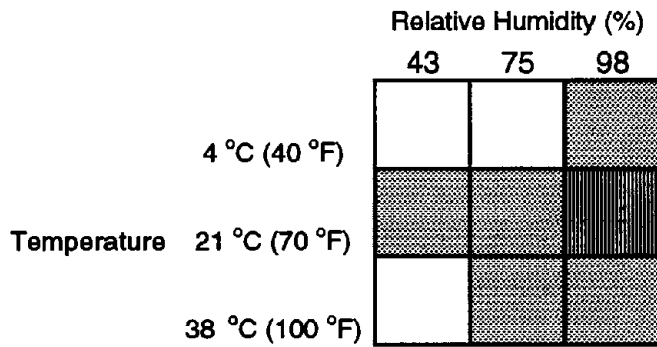 Relative Humidity (%)
43 75 98
4 °C (40 °F)
Temperature 21 °C (70 °F)
38 °C (100 °F)